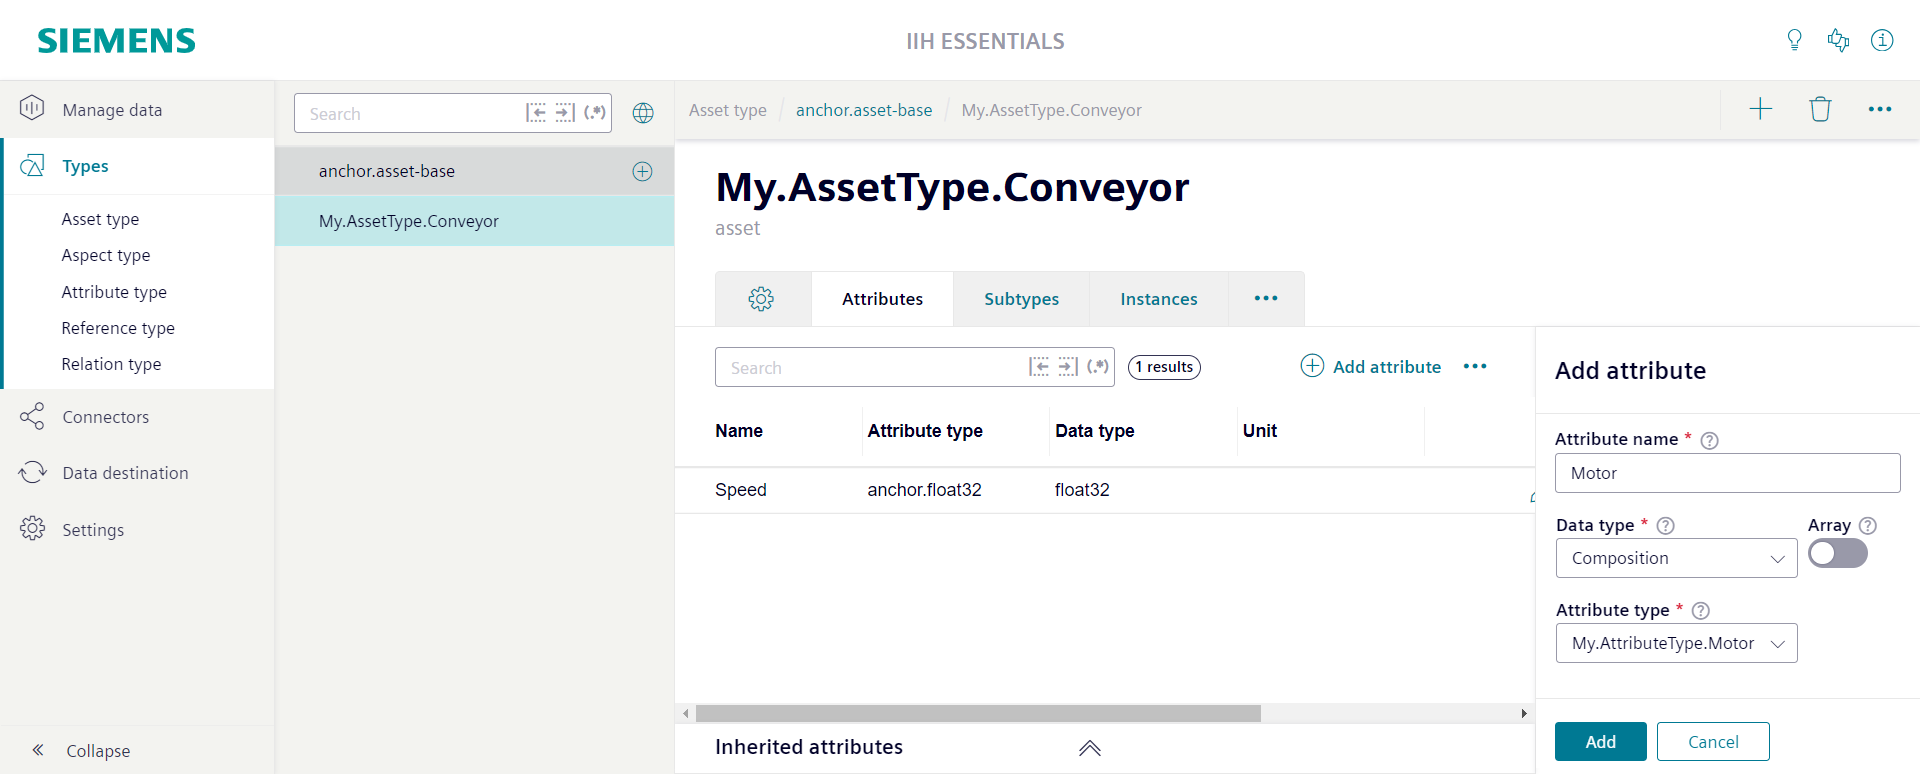 SIEMENS
IIH ESSENTIALS
Manage data
Types
Asset type
Aspect type
Attribute type
Reference type
Relation type
Connectors
Data destination
Settings
Collapse
Search
(.*)
anchor.asset-base
My.AssetType.Conveyor
Asset type / anchor.asset-base / My.AssetType.Conveyor
My.AssetType.Conveyor
asset
Attributes Subtypes Instances
Search
(.*)
1 results
Add attribute
Name Attribute type Data type Unit
Speed anchor.float32 float32
Inherited attributes
Add attribute
Attribute name *
Motor
Data type * Array
Composition
Attribute type *
My.AttributeType.Motor
Add Cancel